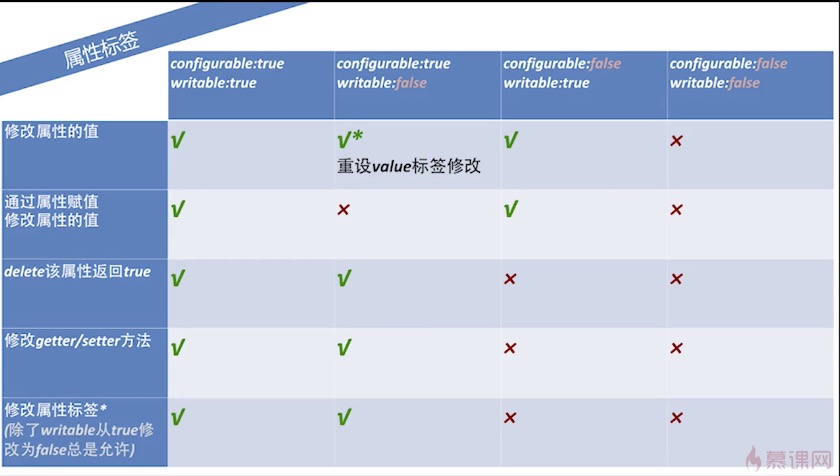 属性标签
configurable:true
writable:true
configurable:true
writable:false
configurable:false
writable:true
configurable:false
writable:false
修改属性的值
√
√*
重设value标签修改
√
×
通过属性赋值
修改属性的值
√
×
√
×
delete该属性返回true
√
√
×
×
修改getter/setter方法
√
√
×
×
修改属性标签*
(除了writable从true修
改为false总是允许)
√
√
×
×
慕课网